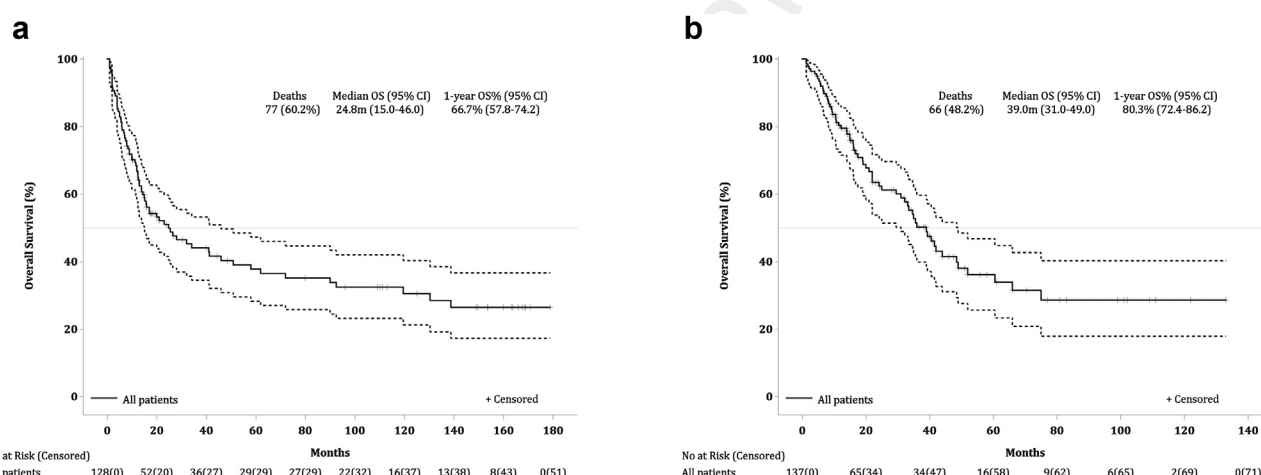 a
100
80
60
40
20
0
Overall Survival (%)
Deaths Median OS (95% CI) 1-year OS% (95% CI)
77 (60.2%) 24.8m (15.0-46.0) 66.7% (57.8-74.2)
All patients + Censored
0 20 40 60 80 100 120 140 160 180
Months
at Risk (Censored)
patients 128(0) 52(20) 36(27) 29(29) 27(29) 22(32) 16(37) 13(38) 8(43) 0(51)
b
100
80
60
40
20
0
Overall Survival (%)
Deaths Median OS (95% CI) 1-year OS% (95% CI)
66 (48.2%) 39.0m (31.0-49.0) 80.3% (72.4-86.2)
All patients + Censored
0 20 40 60 80 100 120 140
Months
No at Risk (Censored)
All patients 137(0) 65(34) 34(47) 16(58) 9(62) 6(65) 2(69) 0(71)